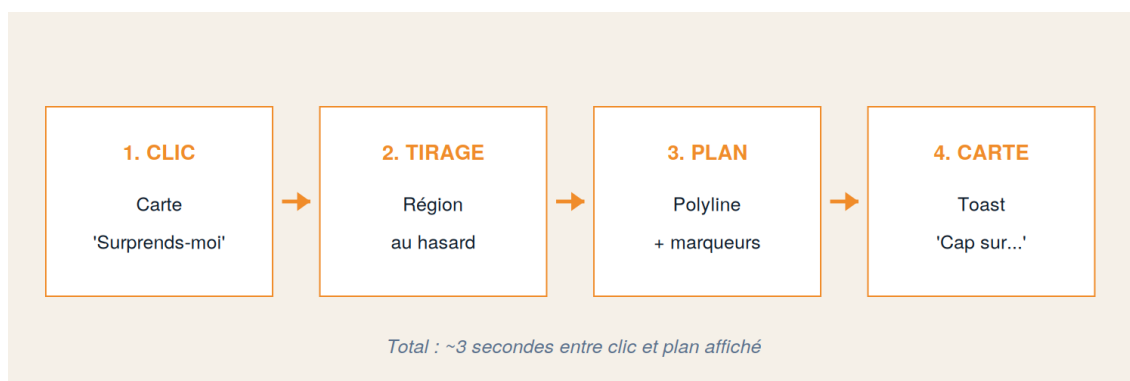 1. CLIC
Carte
'Surprends-moi'
2. TIRAGE
Région
au hasard
3. PLAN
Polyline
+ marqueurs
4. CARTE
Toast
'Cap sur...'
Total : ~3 secondes entre clic et plan affiché